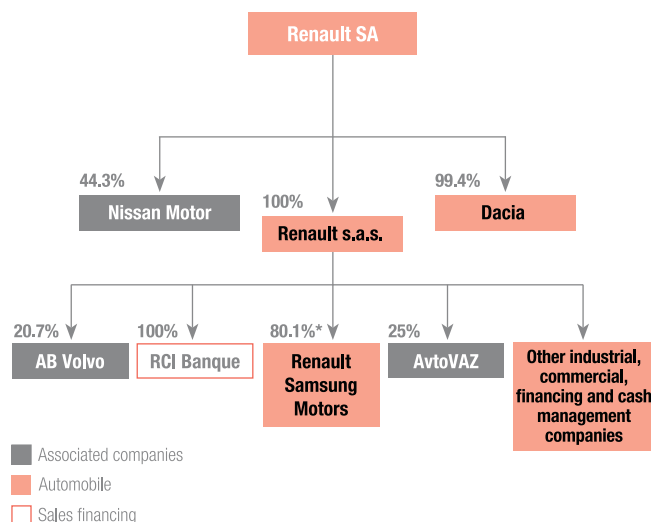 Renault SA
44.3%
Nissan Motor
100%
Renault s.a.s.
99.4%
Dacia
20.7%
AB Volvo
100%
RCI Banque
80.1%*
Renault
Samsung
Motors
25%
AvtoVAZ
Other industrial,
commercial,
financing and cash
management
companies
Associated companies
Automobile
Sales financing